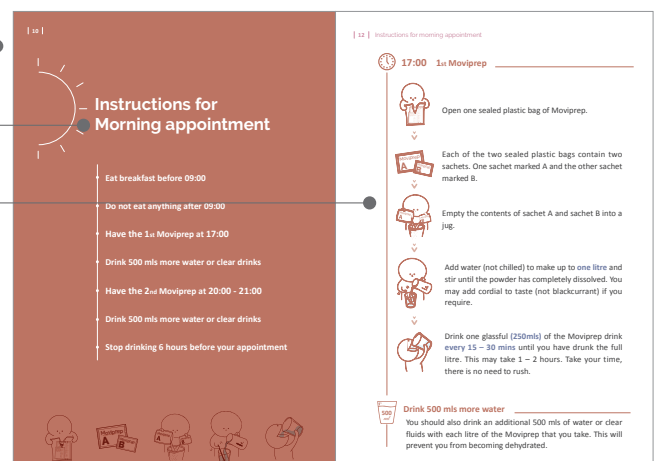 | 10 |
Instructions for
Morning appointment
Eat breakfast before 09:00
Do not eat anything after 09:00
Have the 1st Moviprep at 17:00
Drink 500 mls more water or clear drinks
Have the 2nd Moviprep at 20:00 - 21:00
Drink 500 mls more water or clear drinks
Stop drinking 6 hours before your appointment
Moviprep
A
B
| 12 | Instructions for morning appointment
17:00 1st Moviprep
Open one sealed plastic bag of Moviprep.
Moviprep
A
B
Each of the two sealed plastic bags contain two
sachets. One sachet marked A and the other sachet
marked B.
A
Empty the contents of sachet A and sachet B into a
jug.
Add water (not chilled) to make up to one litre and
stir until the powder has completely dissolved. You
may add cordial to taste (not blackcurrant) if you
require.
Drink one glassful (250mls) of the Moviprep drink
every 15 – 30 mins until you have drunk the full
litre. This may take 1 – 2 hours. Take your time,
there is no need to rush.
500
Drink 500 mls more water
You should also drink an additional 500 mls of water or clear
fluids with each litre of the Moviprep that you take. This will
prevent you from becoming dehydrated.